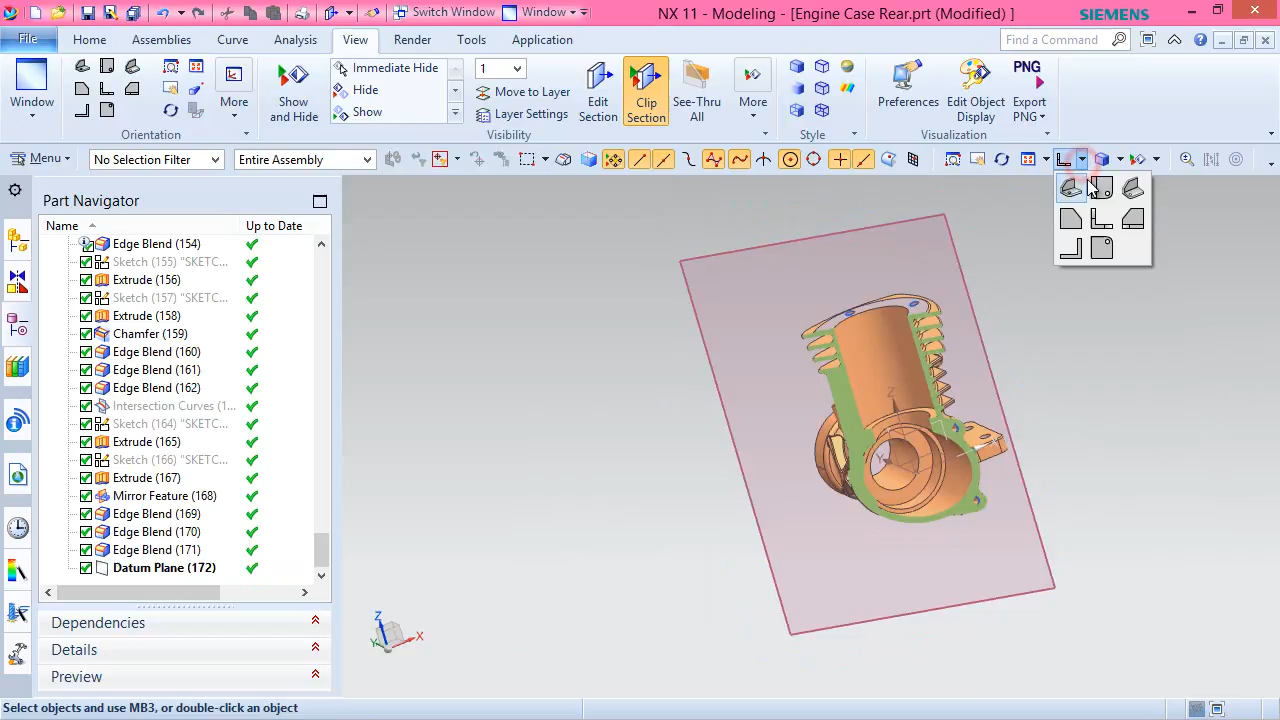 NX 11 - Modeling - [Engine Case Rear.prt (Modified) ]
SIEMENS
Switch Window
Window
File
Home
Assemblies
Curve
Analysis
View
Render
Tools
Application
Find a Command
Window
Orientation
More
Show and Hide
Immediate Hide
Hide
Show
Visibility
1
Move to Layer
Layer Settings
Edit Section
Clip Section
See-Thru All
More
Style
Preferences
Edit Object Display
PNG
Export PNG
Visualization
Menu
No Selection Filter
Entire Assembly
Part Navigator
Name
Up to Date
Edge Blend (154)
Sketch (155) "SKETC...
Extrude (156)
Sketch (157) "SKETC...
Extrude (158)
Chamfer (159)
Edge Blend (160)
Edge Blend (161)
Edge Blend (162)
Intersection Curves (1...
Sketch (164) "SKETC...
Extrude (165)
Sketch (166) "SKETC...
Extrude (167)
Mirror Feature (168)
Edge Blend (169)
Edge Blend (170)
Edge Blend (171)
Datum Plane (172)
Dependencies
Details
Preview
Z
Y
Z
Y
X
Select objects and use MB3, or double-click an object